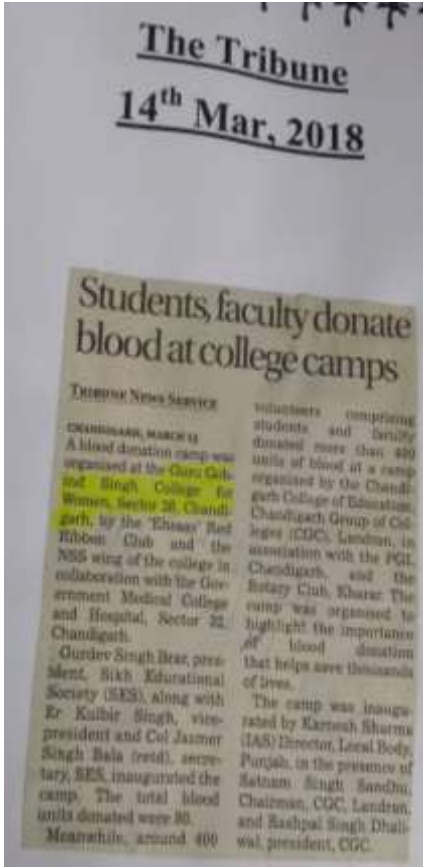 The Tribune
14th Mar, 2018
Students, faculty donate
blood at college camps
TRIBUNE NEWS SERVICE
CHANDIGARH, MARCH 13
A blood donation camp was
organised at the Guru Gob-
ind Singh College for
Women, Sector 26, Chandi-
garh, by the 'Ehsaas' Red
Ribbon Club and the
NSS wing of the college in
collaboration with the Gov-
ernment Medical College
and Hospital, Sector 32,
Chandigarh.
Gurdev Singh Brar, pres-
ident, Sikh Educational
Society (SES), along with
Er Kulbir Singh, vice-
president and Col Jasmer
Singh Bala (retd), secre-
tary, SES, inaugurated the
camp. The total blood
units donated were 80.
Meanwhile, around 400
volunteers comprising
students and faculty
donated more than 400
units of blood at a camp
organised by the Chandi-
garh College of Education,
Chandigarh Group of Col-
leges (CGC), Landran, in
association with the PGI,
Chandigarh, and the
Rotary Club, Kharar. The
camp was organised to
highlight the importance
of blood donation
that helps save thousands
of lives.
The camp was inaugu-
rated by Karnesh Sharma
(IAS) Director, Local Body,
Punjab, in the presence of
Satnam Singh Sandhu,
Chairman, CGC, Landran,
and Rashpal Singh Dhali-
wal, president, CGC.